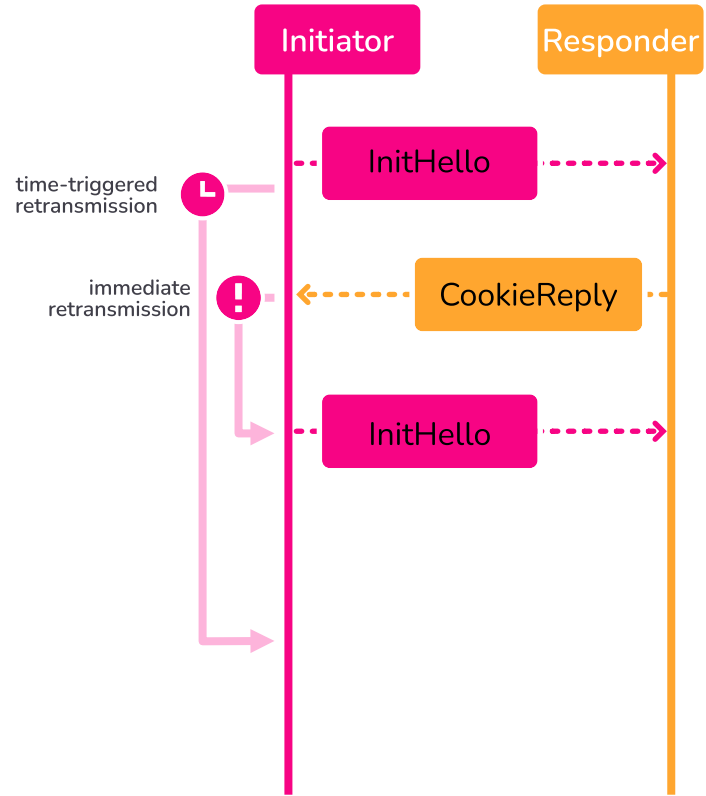 Initiator
Responder
InitHello
time-triggered
retransmission
CookieReply
immediate
retransmission
InitHello